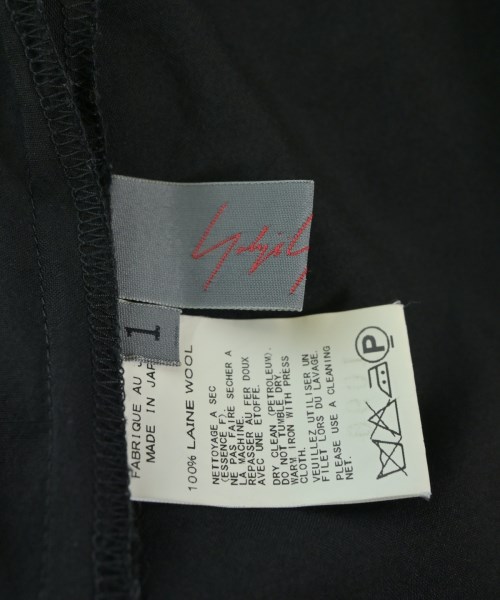 1
FABRIQUE AU
MADE IN JAP
100% LAINE WOOL
NETTOYAGE A SEC
(ESSENCE F).
NE PAS FAIRE SECHER A
LA MACHINE.
REPASSER AU FER DOUX
AVEC UNE ETOFFE.
DRY CLEAN (PETROLEUM).
DO NOT TUMBLE DRY.
WARM IRON WITH PRESS
CLOTH.
VEUILLEZ UTILISER UN
FILET LORS DU LAVAGE.
PLEASE USE A CLEANING
NET.
P